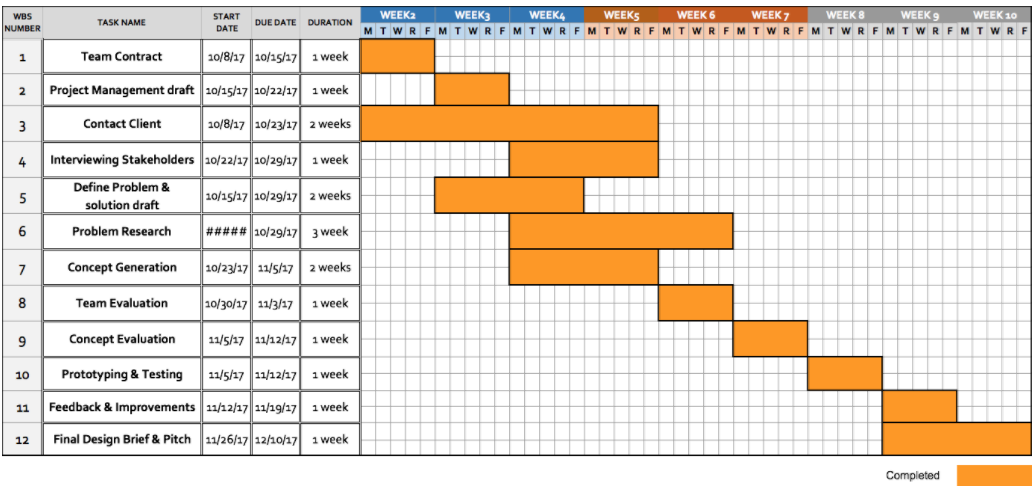 WBS NUMBER TASK NAME START DATE DUE DATE DURATION WEEK2 WEEK3 WEEK4 WEEK5 WEEK 6 WEEK 7 WEEK 8 WEEK 9 WEEK 10
M T W R F M T W R F M T W R F M T W R F M T W R F M T W R F M T W R F M T W R F M T W R F
1 Team Contract 10/8/17 10/15/17 1 week
2 Project Management draft 10/15/17 10/22/17 1 week
3 Contact Client 10/8/17 10/23/17 2 weeks
4 Interviewing Stakeholders 10/22/17 10/29/17 1 week
5 Define Problem & solution draft 10/15/17 10/29/17 2 weeks
6 Problem Research ##### 10/29/17 3 week
7 Concept Generation 10/23/17 11/5/17 2 weeks
8 Team Evaluation 10/30/17 11/3/17 1 week
9 Concept Evaluation 11/5/17 11/12/17 1 week
10 Prototyping & Testing 11/5/17 11/12/17 1 week
11 Feedback & Improvements 11/12/17 11/19/17 1 week
12 Final Design Brief & Pitch 11/26/17 12/10/17 1 week
Completed